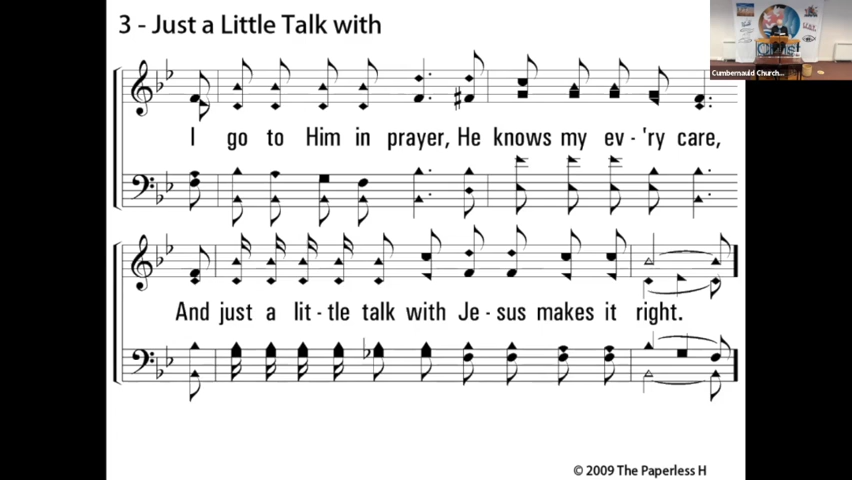 3 - Just a Little Talk with
Cumbernauld Church...
I go to Him in prayer, He knows my ev - 'ry care,
And just a lit - tle talk with Je - sus makes it right.
© 2009 The Paperless H